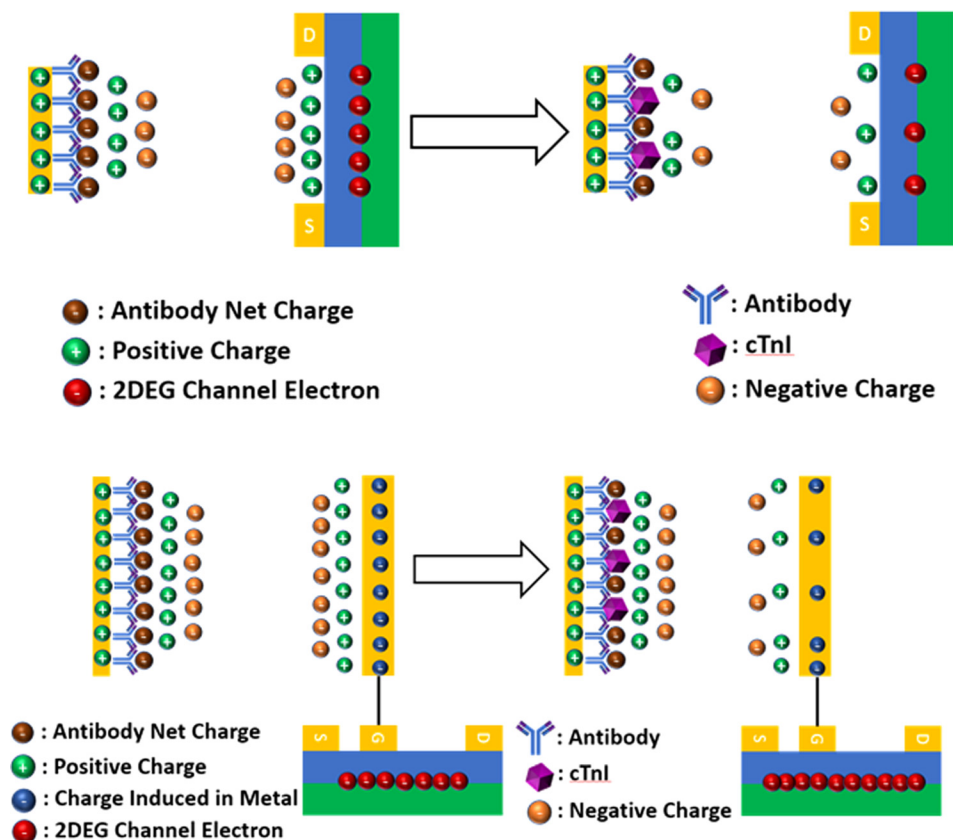 D
D
S
S
: Antibody Net Charge
: Positive Charge
: 2DEG Channel Electron
: Antibody
: cTnI
: Negative Charge
S
G
D
S
G
D
: Antibody Net Charge
: Positive Charge
: Charge Induced in Metal
: 2DEG Channel Electron
: Antibody
: cTnI
: Negative Charge